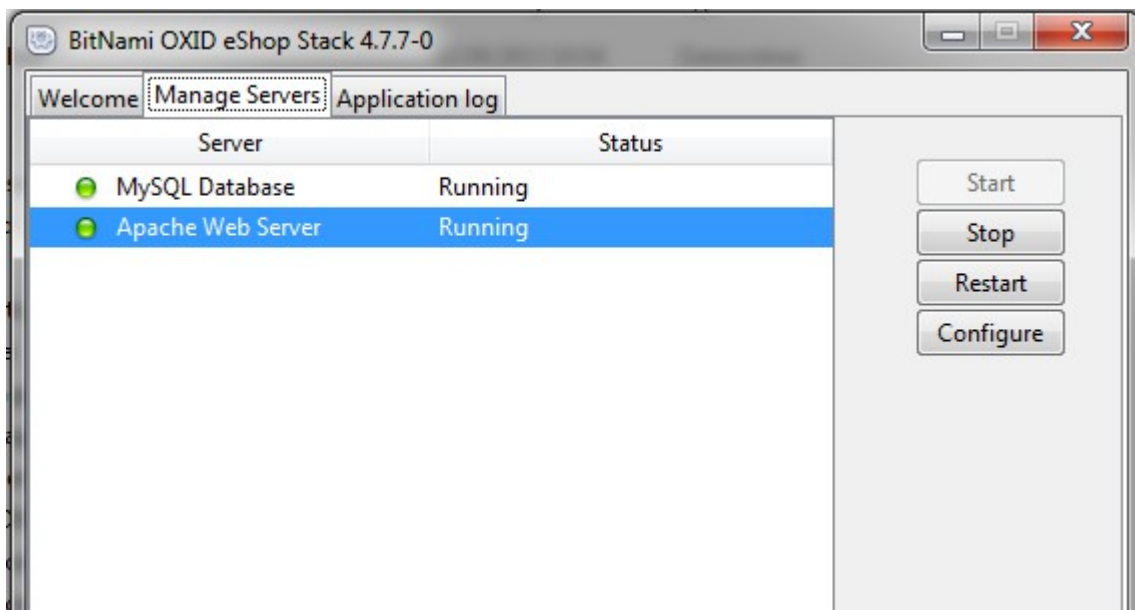 BitNami OXID eShop Stack 4.7.7-0
Welcome Manage Servers Application log
Server Status
MySQL Database Running
Apache Web Server Running
Start
Stop
Restart
Configure